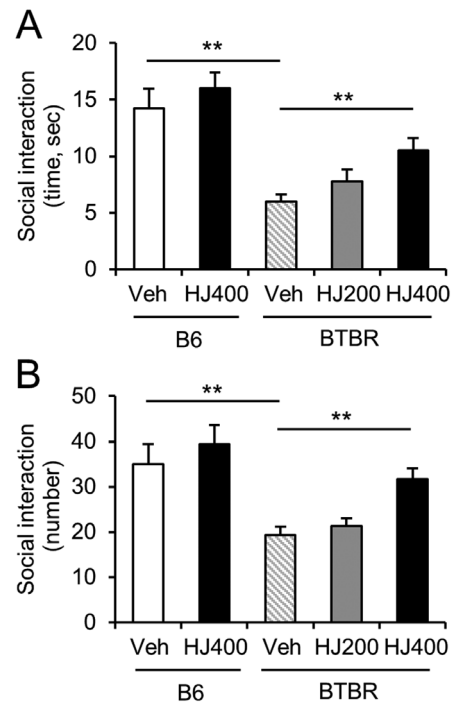 A
Social interaction
(time, sec)
20
15
10
5
0
**
**
Veh HJ400 Veh HJ200 HJ400
B6 BTBR
B
Social interaction
(number)
50
40
30
20
10
0
**
**
Veh HJ400 Veh HJ200 HJ400
B6 BTBR